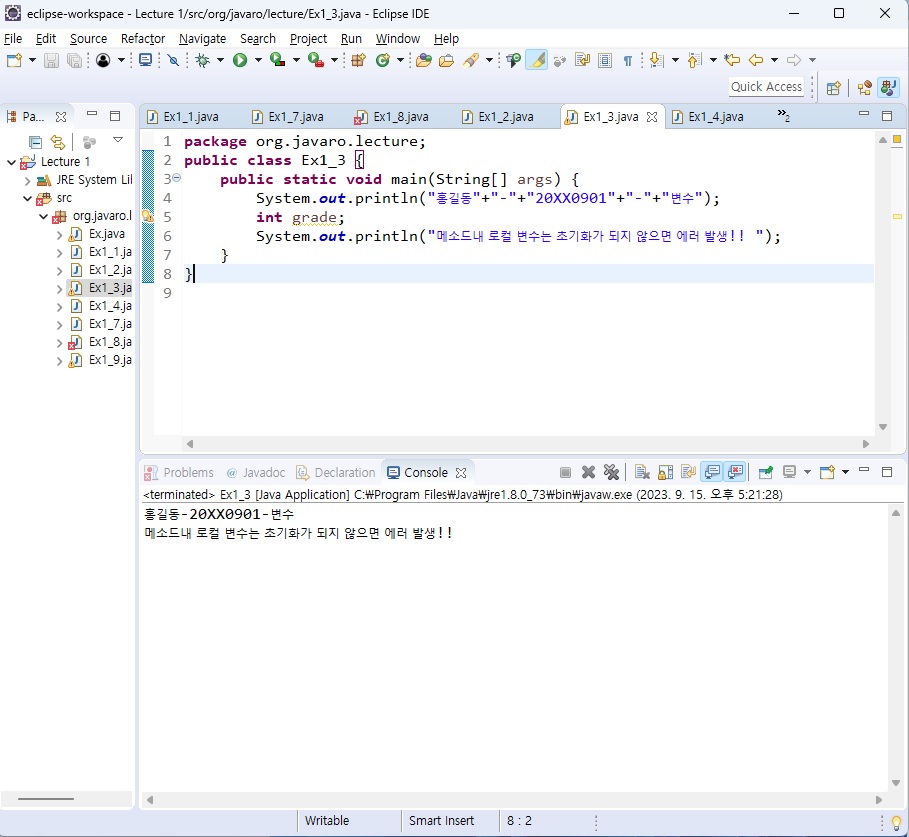 eclipse-workspace - Lecture 1/src/org/javaro/lecture/Ex1_3.java - Eclipse IDE
File Edit Source Refactor Navigate Search Project Run Window Help
Quick Access
Pa...
Lecture 1
JRE System Lil
src
org.javaro.l
Ex.java
Ex1_1.ja
Ex1_2.ja
Ex1_3.ja
Ex1_4.ja
Ex1_7.ja
Ex1_8.ja
Ex1_9.ja
Ex1_1.java Ex1_7.java Ex1_8.java Ex1_2.java Ex1_3.java Ex1_4.java »2
1 package org.javaro.lecture;
2 public class Ex1_3 {
3 public static void main(String[] args) {
4 System.out.println("홍길동"+"-"+"20XX0901"+"-"+"변수");
5 int grade;
6 System.out.println("메소드내 로컬 변수는 초기화가 되지 않으면 에러 발생!! ");
7 }
8 }
9
Problems @ Javadoc Declaration Console
<terminated> Ex1_3 [Java Application] C:₩Program Files₩Java₩jre1.8.0_73₩bin₩javaw.exe (2023. 9. 15. 오후 5:21:28)
홍길동-20XX0901-변수
메소드내 로컬 변수는 초기화가 되지 않으면 에러 발생!!
Writable Smart Insert 8 : 2